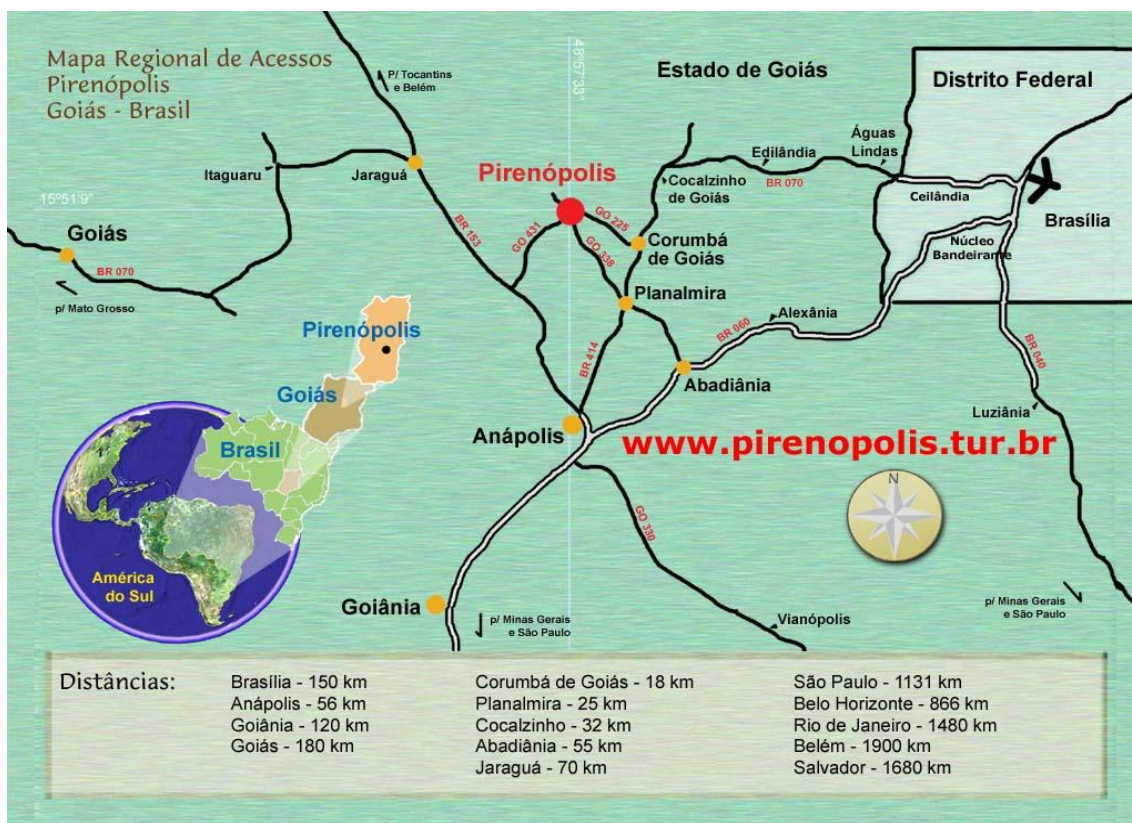 Mapa Regional de Acessos
Pirenópolis
Goiás - Brasil
P/ Tocantins
e Belém
48º57'33"
Estado de Goiás
Distrito Federal
Itaguaru
Jaraguá
Pirenópolis
Edilândia
Águas
Lindas
BR 070
Cocalzinho
de Goiás
Ceilândia
Brasília
15º51'9"
Goiás
BR 070
p/ Mato Grosso
BR 153
GO 431
GO 225
GO 338
Corumbá
de Goiás
Núcleo
Bandeirante
Planalmira
Alexânia
BR 060
BR 414
BR 040
Abadiânia
Luziânia
Pirenópolis
Goiás
Brasil
Anápolis
www.pirenopolis.tur.br
N
GO 330
América
do Sul
Goiânia
p/ Minas Gerais
e São Paulo
Vianópolis
p/ Minas Gerais
e São Paulo
Distâncias:
Brasília - 150 km
Anápolis - 56 km
Goiânia - 120 km
Goiás - 180 km
Corumbá de Goiás - 18 km
Planalmira - 25 km
Cocalzinho - 32 km
Abadiânia - 55 km
Jaraguá - 70 km
São Paulo - 1131 km
Belo Horizonte - 866 km
Rio de Janeiro - 1480 km
Belém - 1900 km
Salvador - 1680 km